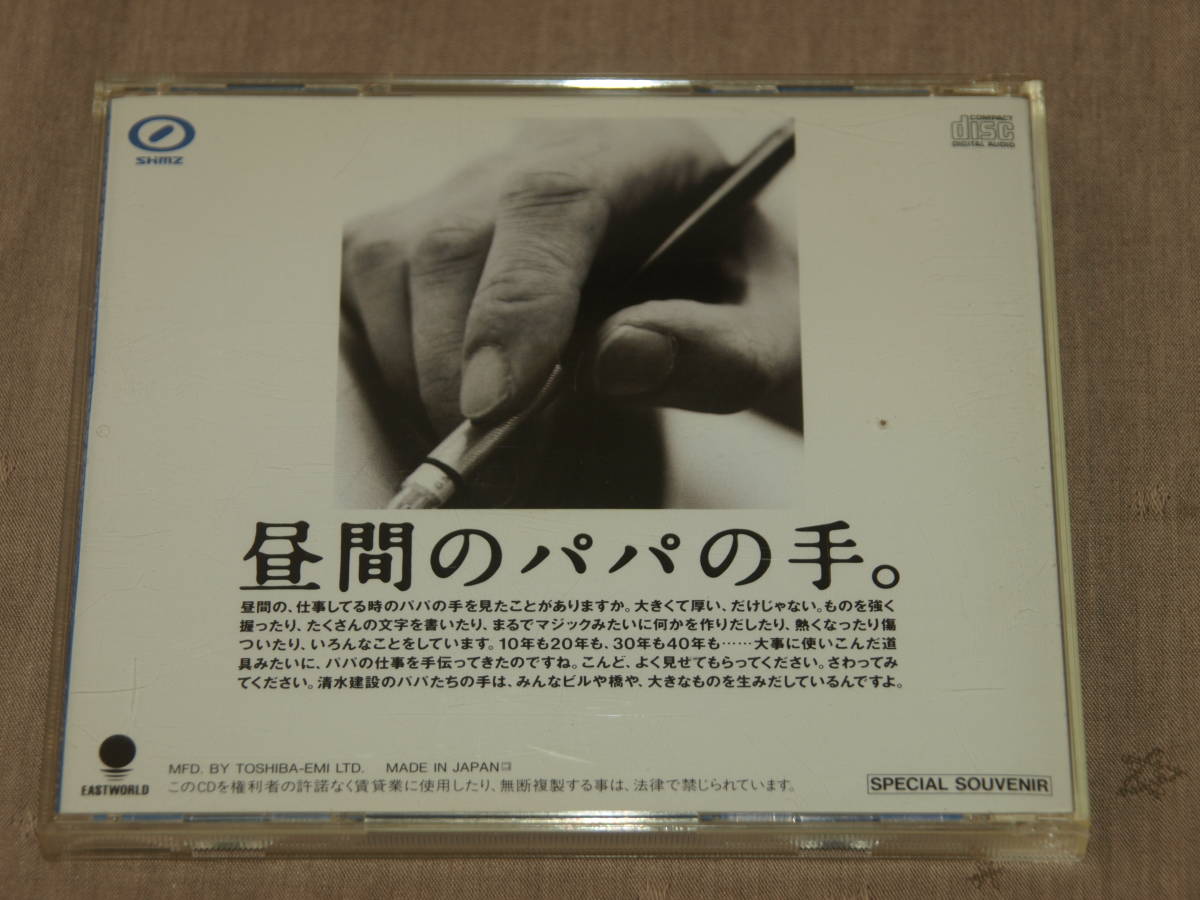 SHMZ
COMPACT
disc
DIGITAL AUDIO
昼間のパパの手。
昼間の、仕事してる時のパパの手を見たことがありますか。大きくて厚い、だけじゃない。ものを強く
握ったり、たくさんの文字を書いたり、まるでマジックみたいに何かを作りだしたり、熱くなったり傷
ついたり、いろんなことをしています。10年も20年も、30年も40年も……大事に使いこんだ道
具みたいに、パパの仕事を手伝ってきたのですね。こんど、よく見せてもらってください。さわってみ
てください。清水建設のパパたちの手は、みんなビルや橋や、大きなものを生みだしているんですよ。
EASTWORLD
MFD. BY TOSHIBA-EMI LTD. MADE IN JAPAN
このCDを権利者の許諾なく賃貸業に使用したり、無断複製する事は、法律で禁じられています。
SPECIAL SOUVENIR